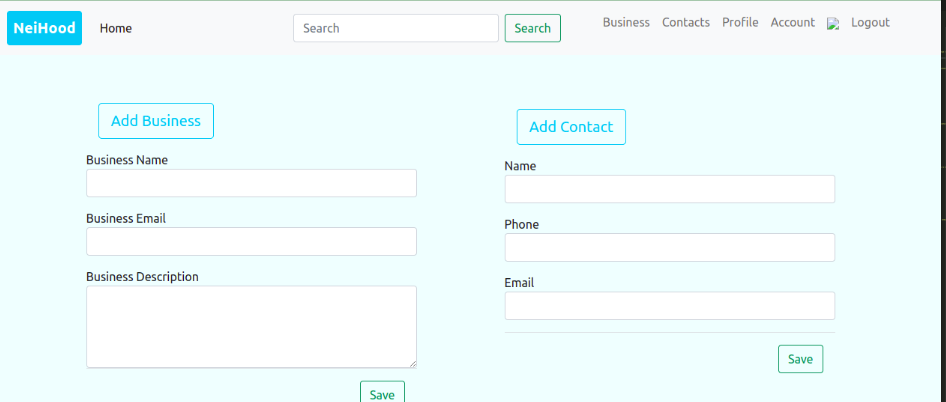 NeiHood Home Search Search Business Contacts Profile Account Logout
Add Business
Business Name
Business Email
Business Description
Save
Add Contact
Name
Phone
Email
Save